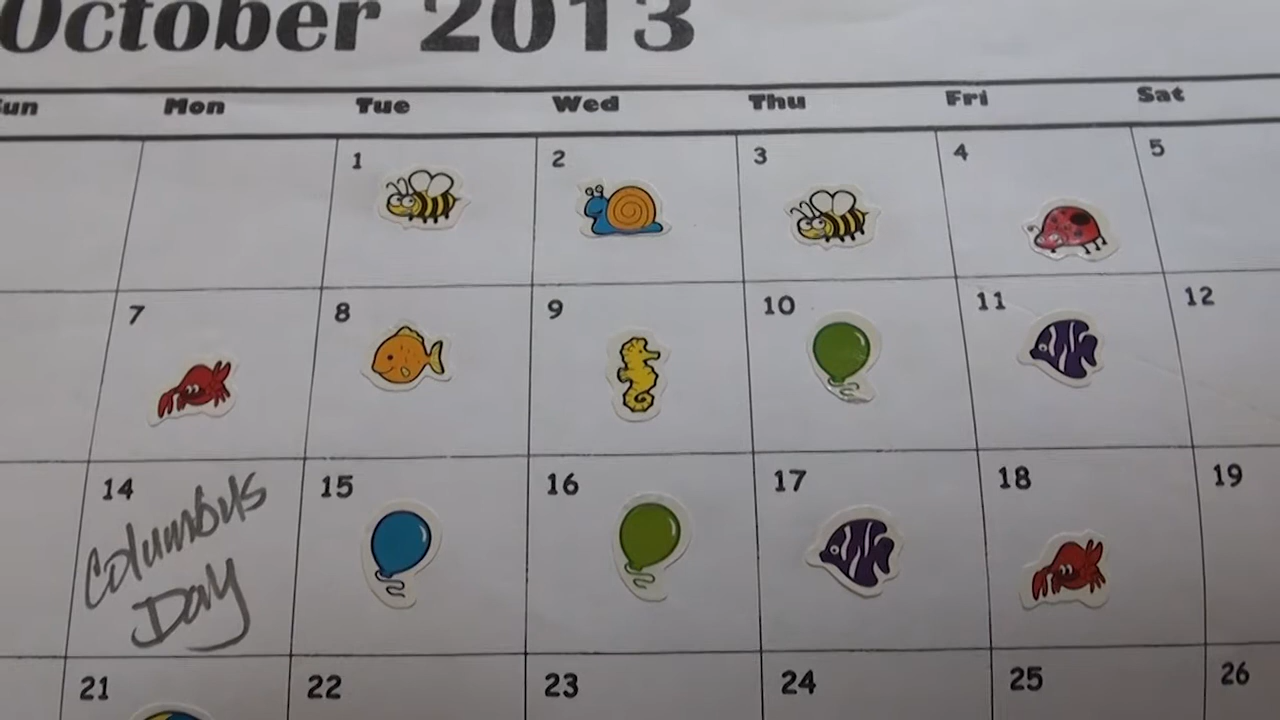 October 2013
Sun Mon Tue Wed Thu Fri Sat
1 2 3 4 5
7 8 9 10 11 12
14 15 16 17 18 19
Columbus
Day
21 22 23 24 25 26